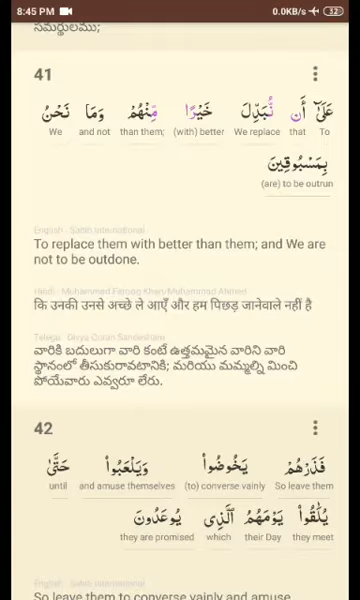 8:45 PM 0.0KB/s 32
సమర్థులము;
41
عَلَىٰٓ أَن نُّبَدِّلَ خَيْرًا مِّنْهُمْ وَمَا نَحْنُ
To that We replace (with) better than them; and not We
بِمَسْبُوقِينَ
(are) to be outrun
English - Sahih International
To replace them with better than them; and We are
not to be outdone.
Hindi - Muhammad Farooq Khan/Muhammad Ahmed
कि उनकी उनसे अच्छे ले आएँ और हम पिछड़ जानेवाले नहीं है
Telegu - Divya Quran Sandesham
వారికి బదులుగా వారి కంటే ఉత్తమమైన వారిని వారి
స్థానంలో తీసుకురావటానికి; మరియు మమ్మల్ని మించి
పోయేవారు ఎవ్వరూ లేరు.
42
فَذَرْهُمْ يَخُوضُوا۟ وَيَلْعَبُوا۟ حَتَّىٰ
So leave them (to) converse vainly and amuse themselves until
يُلَـٰقُوا۟ يَوْمَهُمُ ٱلَّذِى يُوعَدُونَ
they meet their Day which they are promised
English - Sahih International
So leave them to converse vainly and amuse